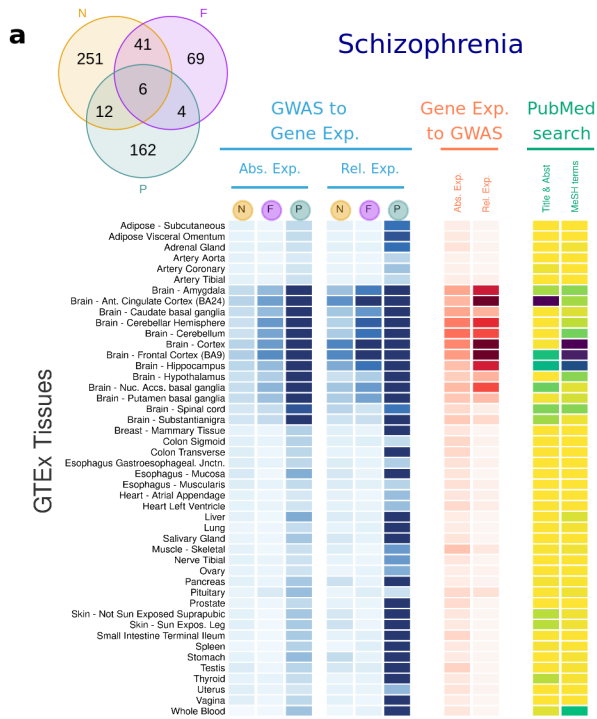 a
N
F
251
41
69
6
12
4
162
P
Schizophrenia
GWAS to
Gene Exp.
Gene Exp.
to GWAS
PubMed
search
Abs. Exp.
Rel. Exp.
Abs. Exp.
Rel. Exp.
Title & Abst
MeSH terms
N F P N F P
GTEx Tissues
Adipose - Subcutaneous
Adipose Visceral Omentum
Adrenal Gland
Artery Aorta
Artery Coronary
Artery Tibial
Brain - Amygdala
Brain - Ant. Cingulate Cortex (BA24)
Brain - Caudate basal ganglia
Brain - Cerebellar Hemisphere
Brain - Cerebellum
Brain - Cortex
Brain - Frontal Cortex (BA9)
Brain - Hippocampus
Brain - Hypothalamus
Brain - Nuc. Accs. basal ganglia
Brain - Putamen basal ganglia
Brain - Spinal cord
Brain - Substantianigra
Breast - Mammary Tissue
Colon Sigmoid
Colon Transverse
Esophagus Gastroesophageal. Jnctn.
Esophagus - Mucosa
Esophagus - Muscularis
Heart - Atrial Appendage
Heart Left Ventricle
Liver
Lung
Salivary Gland
Muscle - Skeletal
Nerve Tibial
Ovary
Pancreas
Pituitary
Prostate
Skin - Not Sun Exposed Suprapubic
Skin - Sun Expos. Leg
Small Intestine Terminal Ileum
Spleen
Stomach
Testis
Thyroid
Uterus
Vagina
Whole Blood